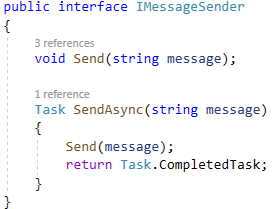 public interface IMessageSender
{
3 references
void Send(string message);
1 reference
Task SendAsync(string message)
{
Send(message);
return Task.CompletedTask;
}
}